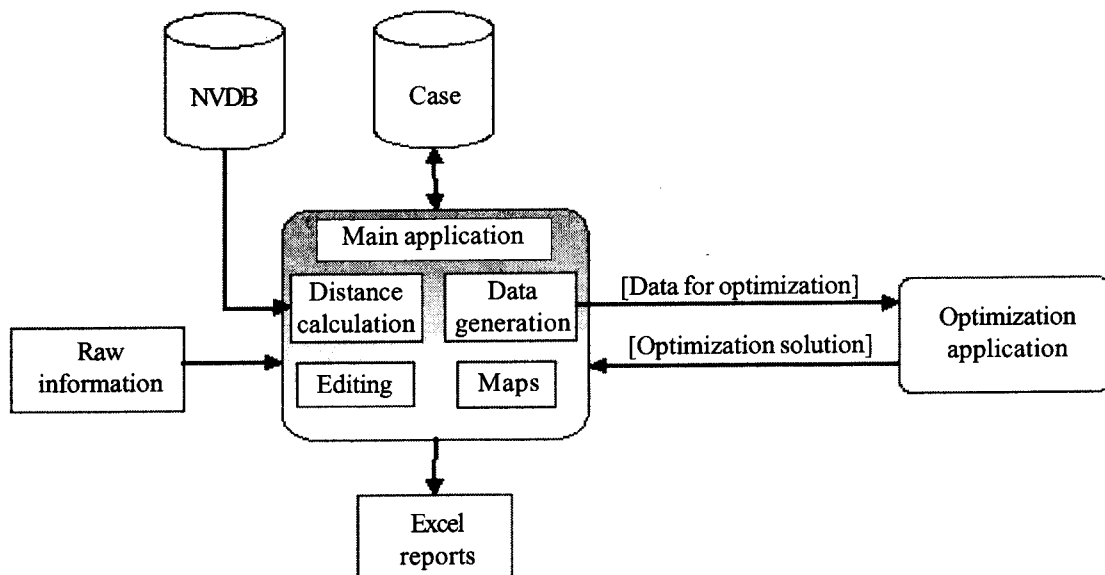 NVDB
Case
Main application
Distance
calculation
Data
generation
[Data for optimization]
Optimization
application
Raw
information
[Optimization solution]
Editing
Maps
Excel
reports